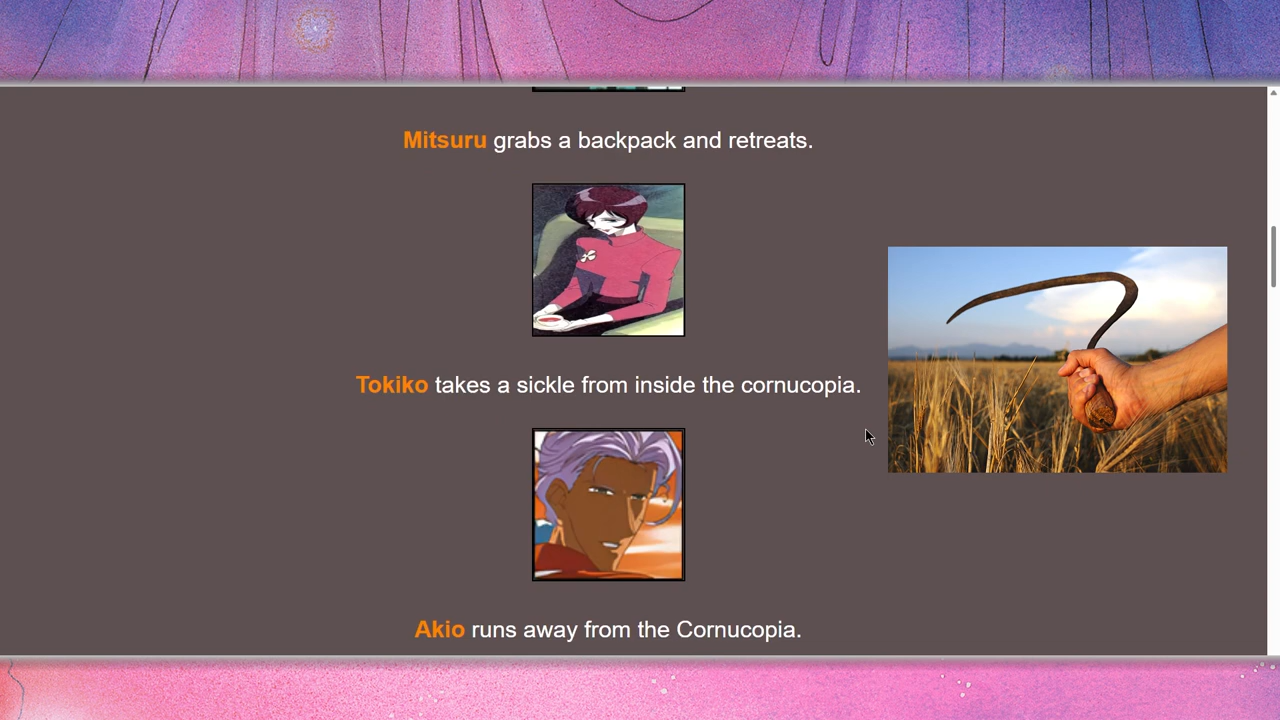 Mitsuru grabs a backpack and retreats.
Tokiko takes a sickle from inside the cornucopia.
Akio runs away from the Cornucopia.